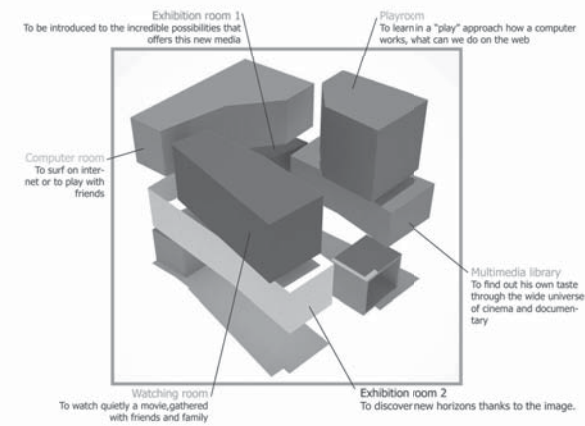 Exhibition room 1
To be introduced to the incredible possibilities that
offers this new media
Playroom
To learn in a "play" approach how a computer
works, what can we do on the web
Computer room
To surf on inter-
net or to play with
friends
Multimedia library
To find out his own taste
through the wide universe
of cinema and documen-
tary
Watching room
To watch quietly a movie,gathered
with friends and family
Exhibition room 2
To discover new horizons thanks to the image.